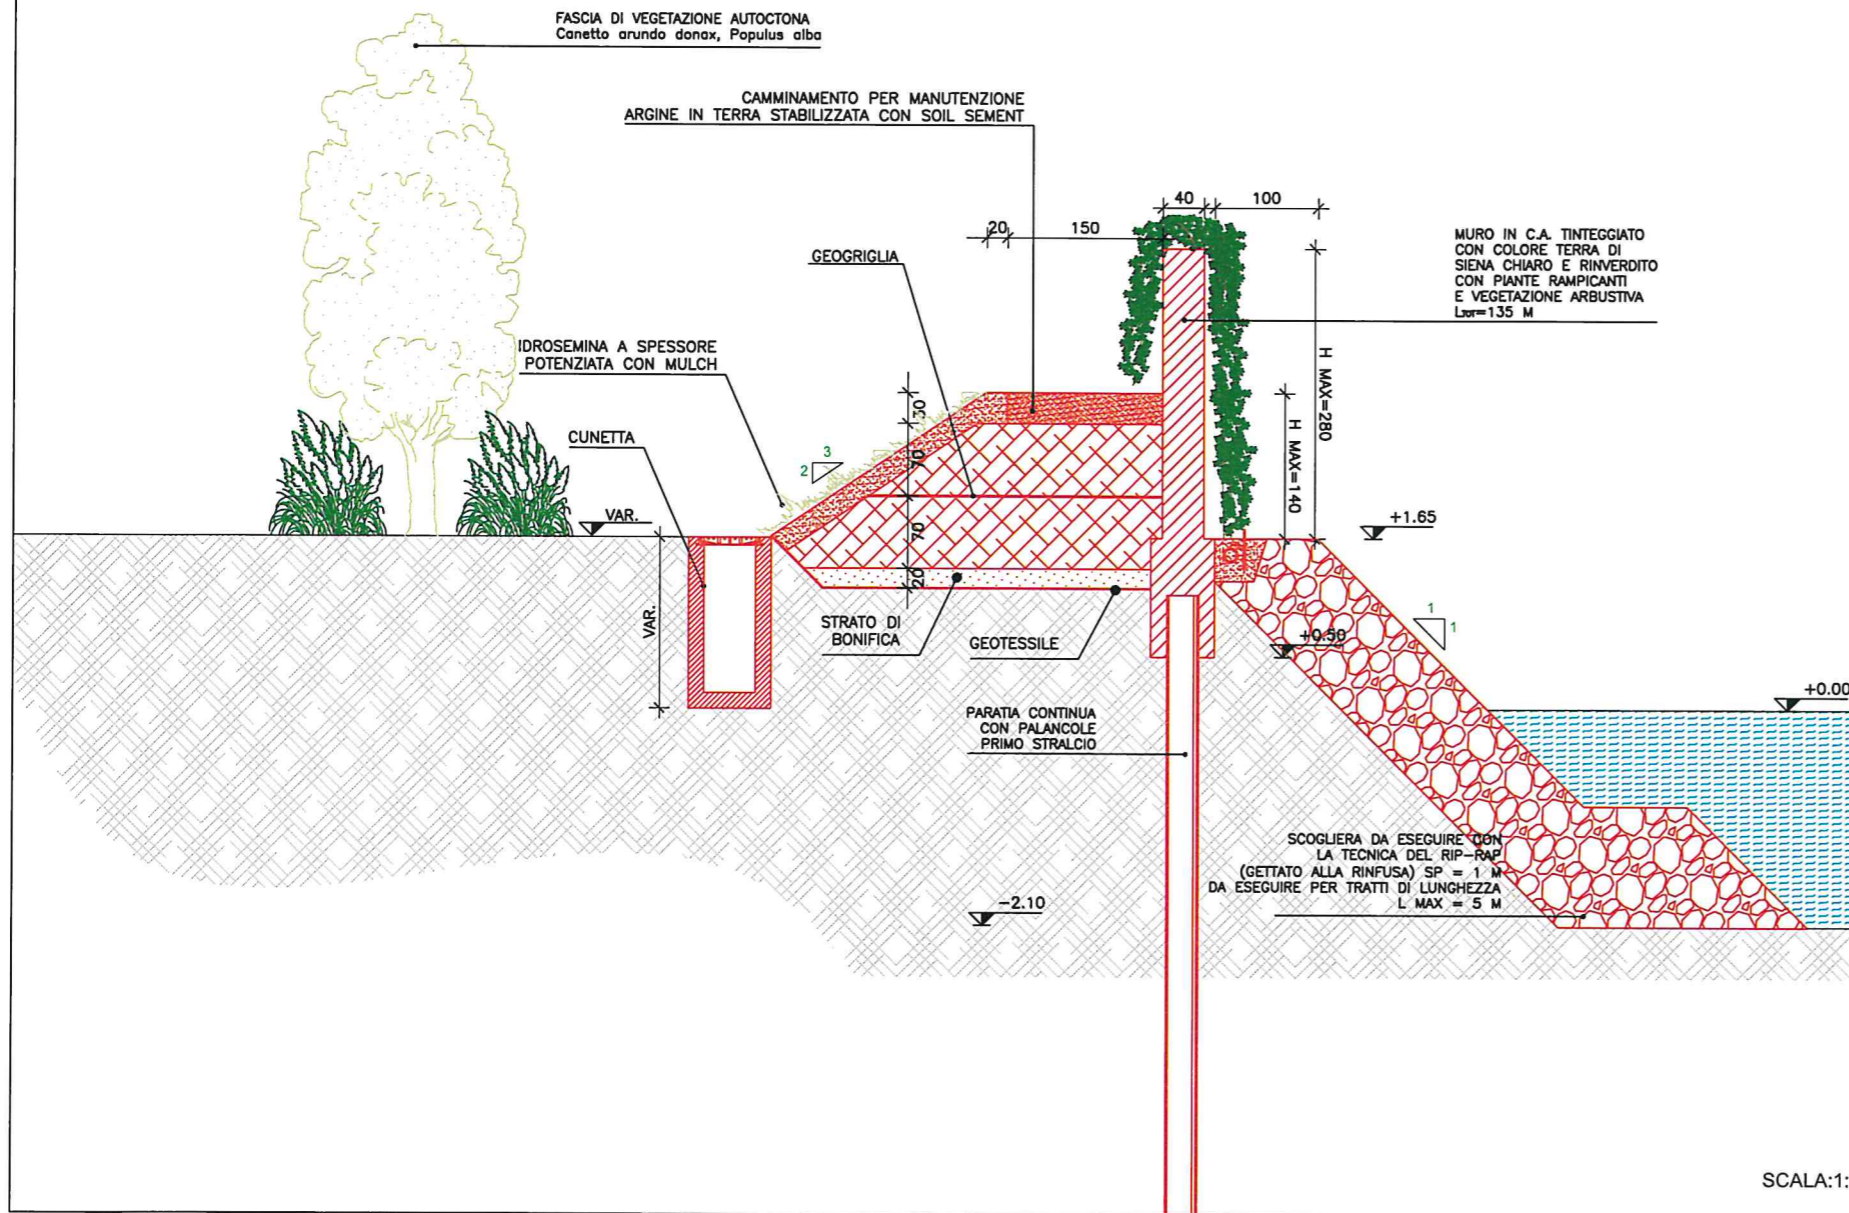 FASCIA DI VEGETAZIONE AUTOCTONA
Canetto arundo donax, Populus alba
CAMMINAMENTO PER MANUTENZIONE
ARGINE IN TERRA STABILIZZATA CON SOIL SEMENT
40
100
20
150
GEOGRIGLIA
MURO IN C.A. TINTEGGIATO
CON COLORE TERRA DI
SIENA CHIARO E RINVERDITO
CON PIANTE RAMPICANTI
E VEGETAZIONE ARBUSTIVA
LTOT=135 M
IDROSEMINA A SPESSORE
POTENZIATA CON MULCH
H MAX=280
H MAX=140
30
70
70
20
CUNETTA
3
2
VAR.
VAR.
+1.65
STRATO DI
BONIFICA
GEOTESSILE
+0.50
1
1
+0.00
PARATIA CONTINUA
CON PALANCOLE
PRIMO STRALCIO
SCOGLIERA DA ESEGUIRE CON
LA TECNICA DEL RIP-RAP
(GETTATO ALLA RINFUSA) SP = 1 M
DA ESEGUIRE PER TRATTI DI LUNGHEZZA
L MAX = 5 M
-2.10
SCALA:1: